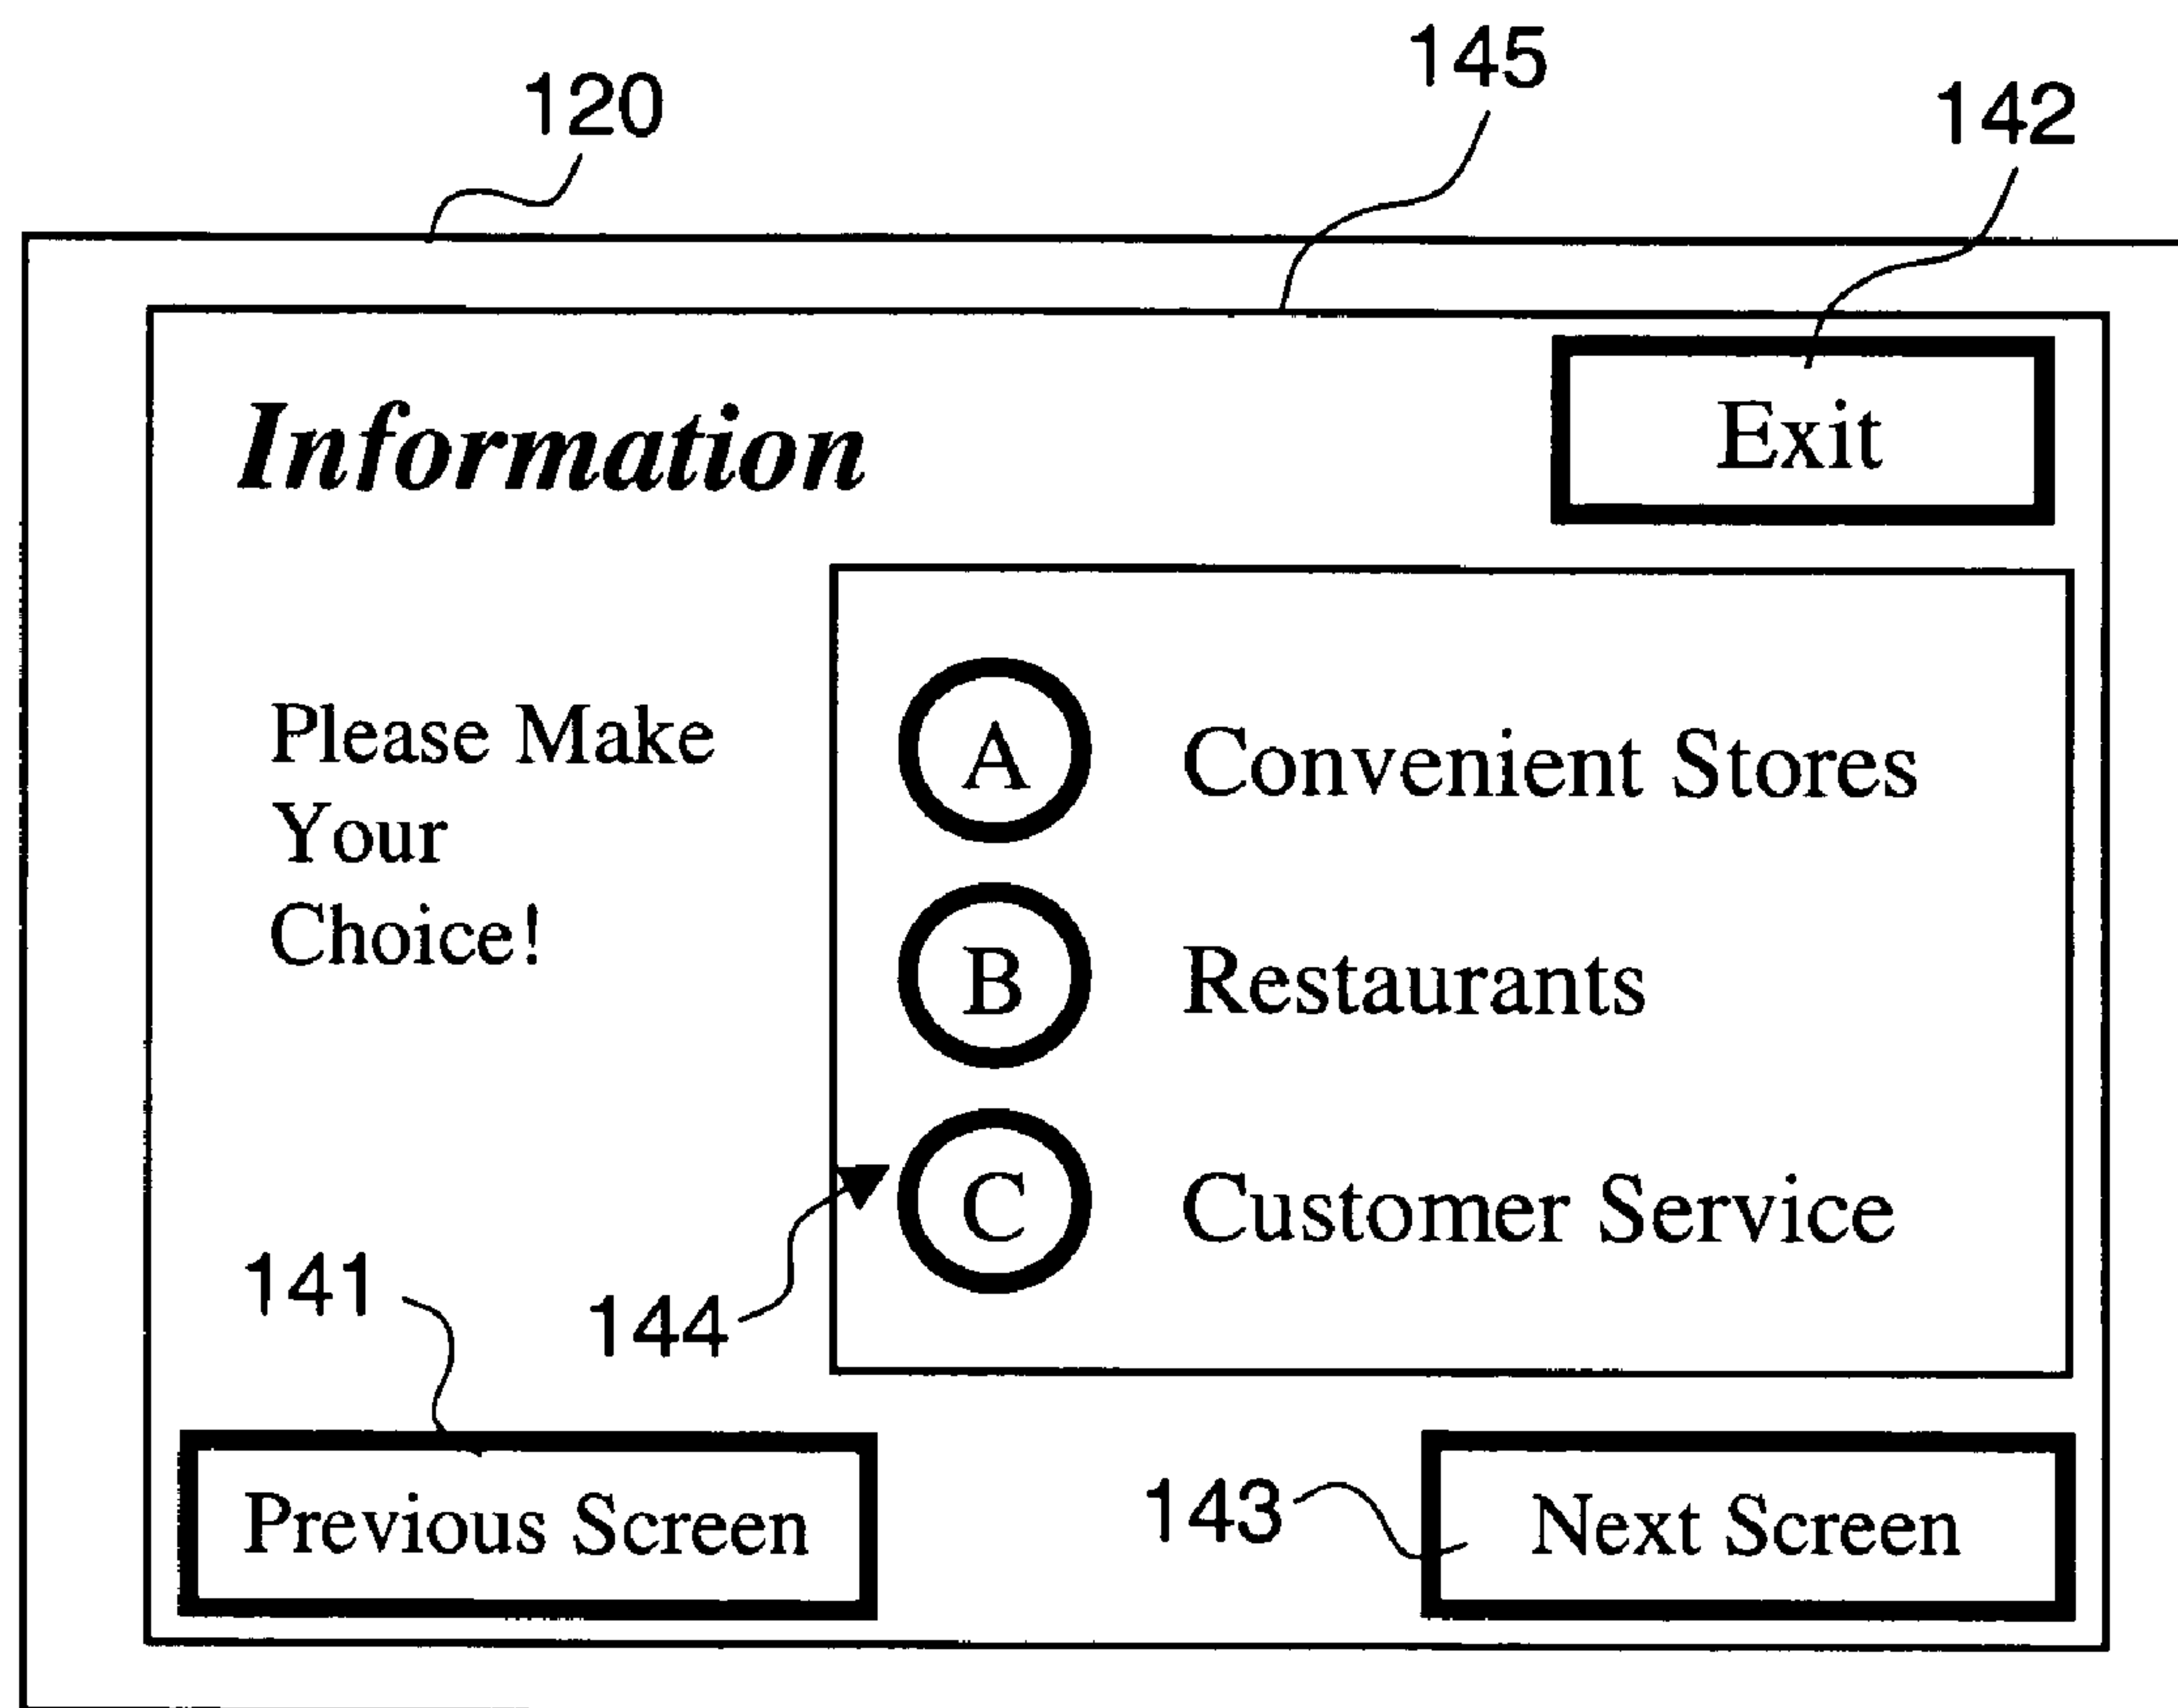 145
120
142
Information
Exit
Please Make
Your
Choice!
A Convenient Stores
B Restaurants
C Customer Service
141
144
Previous Screen
143
Next Screen